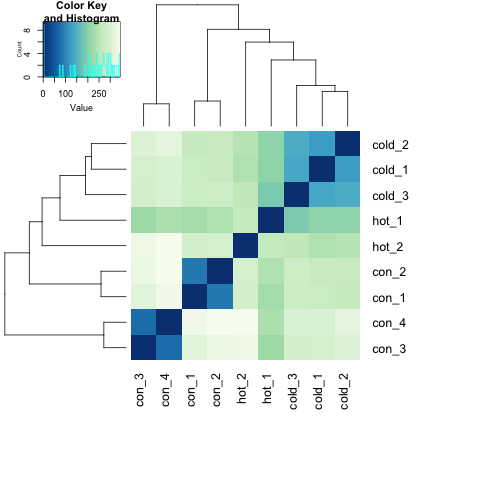 Color Key
and Histogram
Count
0 4 8
0 100 250
Value
cold_2
cold_1
cold_3
hot_1
hot_2
con_2
con_1
con_4
con_3
con_3 con_4 con_1 con_2 hot_2 hot_1 cold_3 cold_1 cold_2